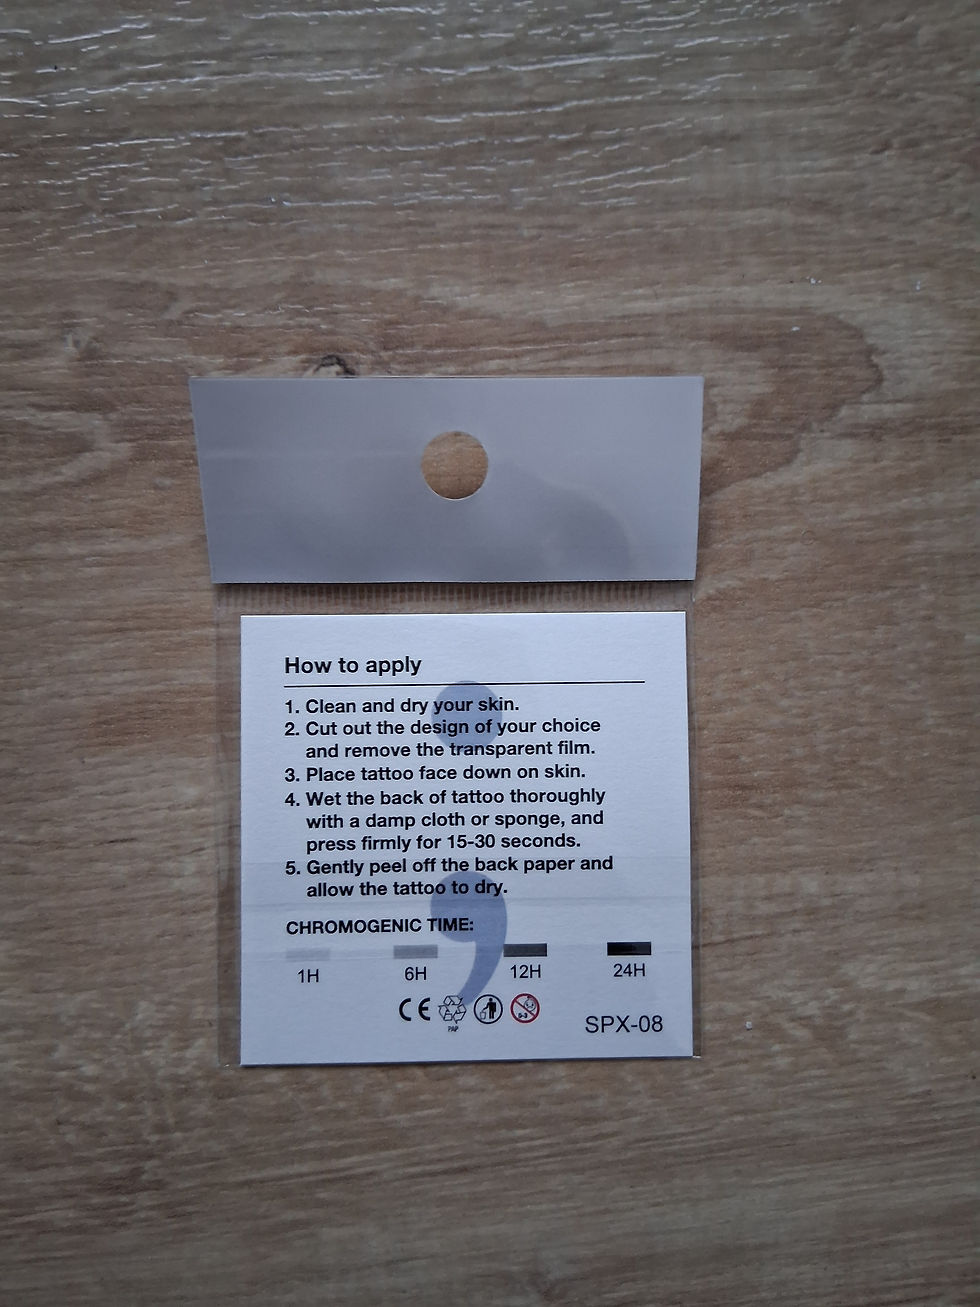 How to apply
1. Clean and dry your skin.
2. Cut out the design of your choice
and remove the transparent film.
3. Place tattoo face down on skin.
4. Wet the back of tattoo thoroughly
with a damp cloth or sponge, and
press firmly for 15-30 seconds.
5. Gently peel off the back paper and
allow the tattoo to dry.
CHROMOGENIC TIME:
1H 6H 12H 24H
CE PAP 0-3
SPX-08